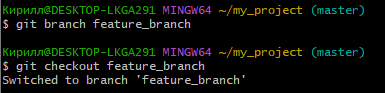 Кирилл@DESKTOP-LKGA291 MINGW64 ~/my_project (master)
$ git branch feature_branch
Кирилл@DESKTOP-LKGA291 MINGW64 ~/my_project (master)
$ git checkout feature_branch
Switched to branch 'feature_branch'